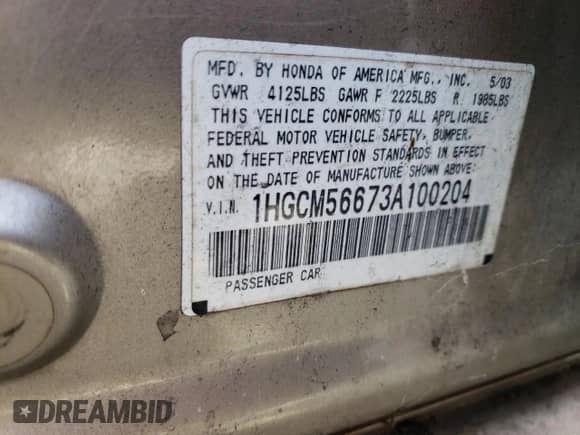 MFD. BY HONDA OF AMERICA MFG., INC. 5/03
GVWR 4125LBS GAWR F 2225LBS R 1985LBS
THIS VEHICLE CONFORMS TO ALL APPLICABLE
FEDERAL MOTOR VEHICLE SAFETY, BUMPER,
AND THEFT PREVENTION STANDARDS IN EFFECT
ON THE DATE OF MANUFACTURE SHOWN ABOVE.
V.I.N. 1HGCM56673A100204
PASSENGER CAR
DREAMBID